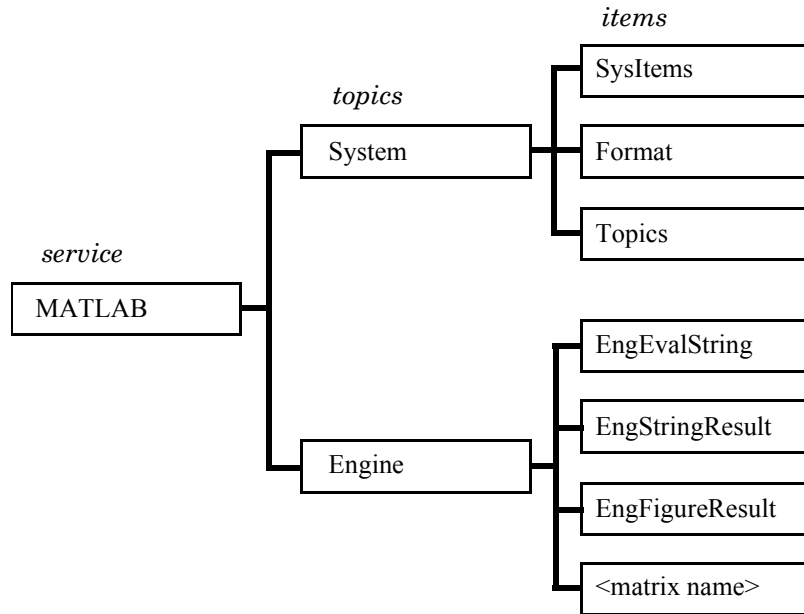 items
SysItems
topics
System
Format
Topics
service
MATLAB
EngEvalString
EngStringResult
Engine
EngFigureResult
<matrix name>